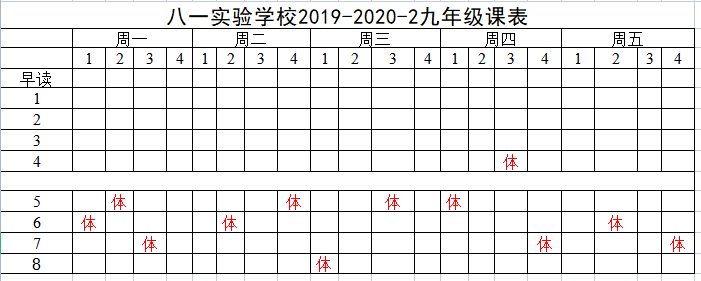 八一实验学校2019-2020-2九年级课表
周一 周二 周三 周四 周五
1 2 3 4 1 2 3 4 1 2 3 4 1 2 3 4 1 2 3 4
早读
1
2
3
4 体
5 体 体 体 体
6 体 体 体
7 体 体 体
8 体